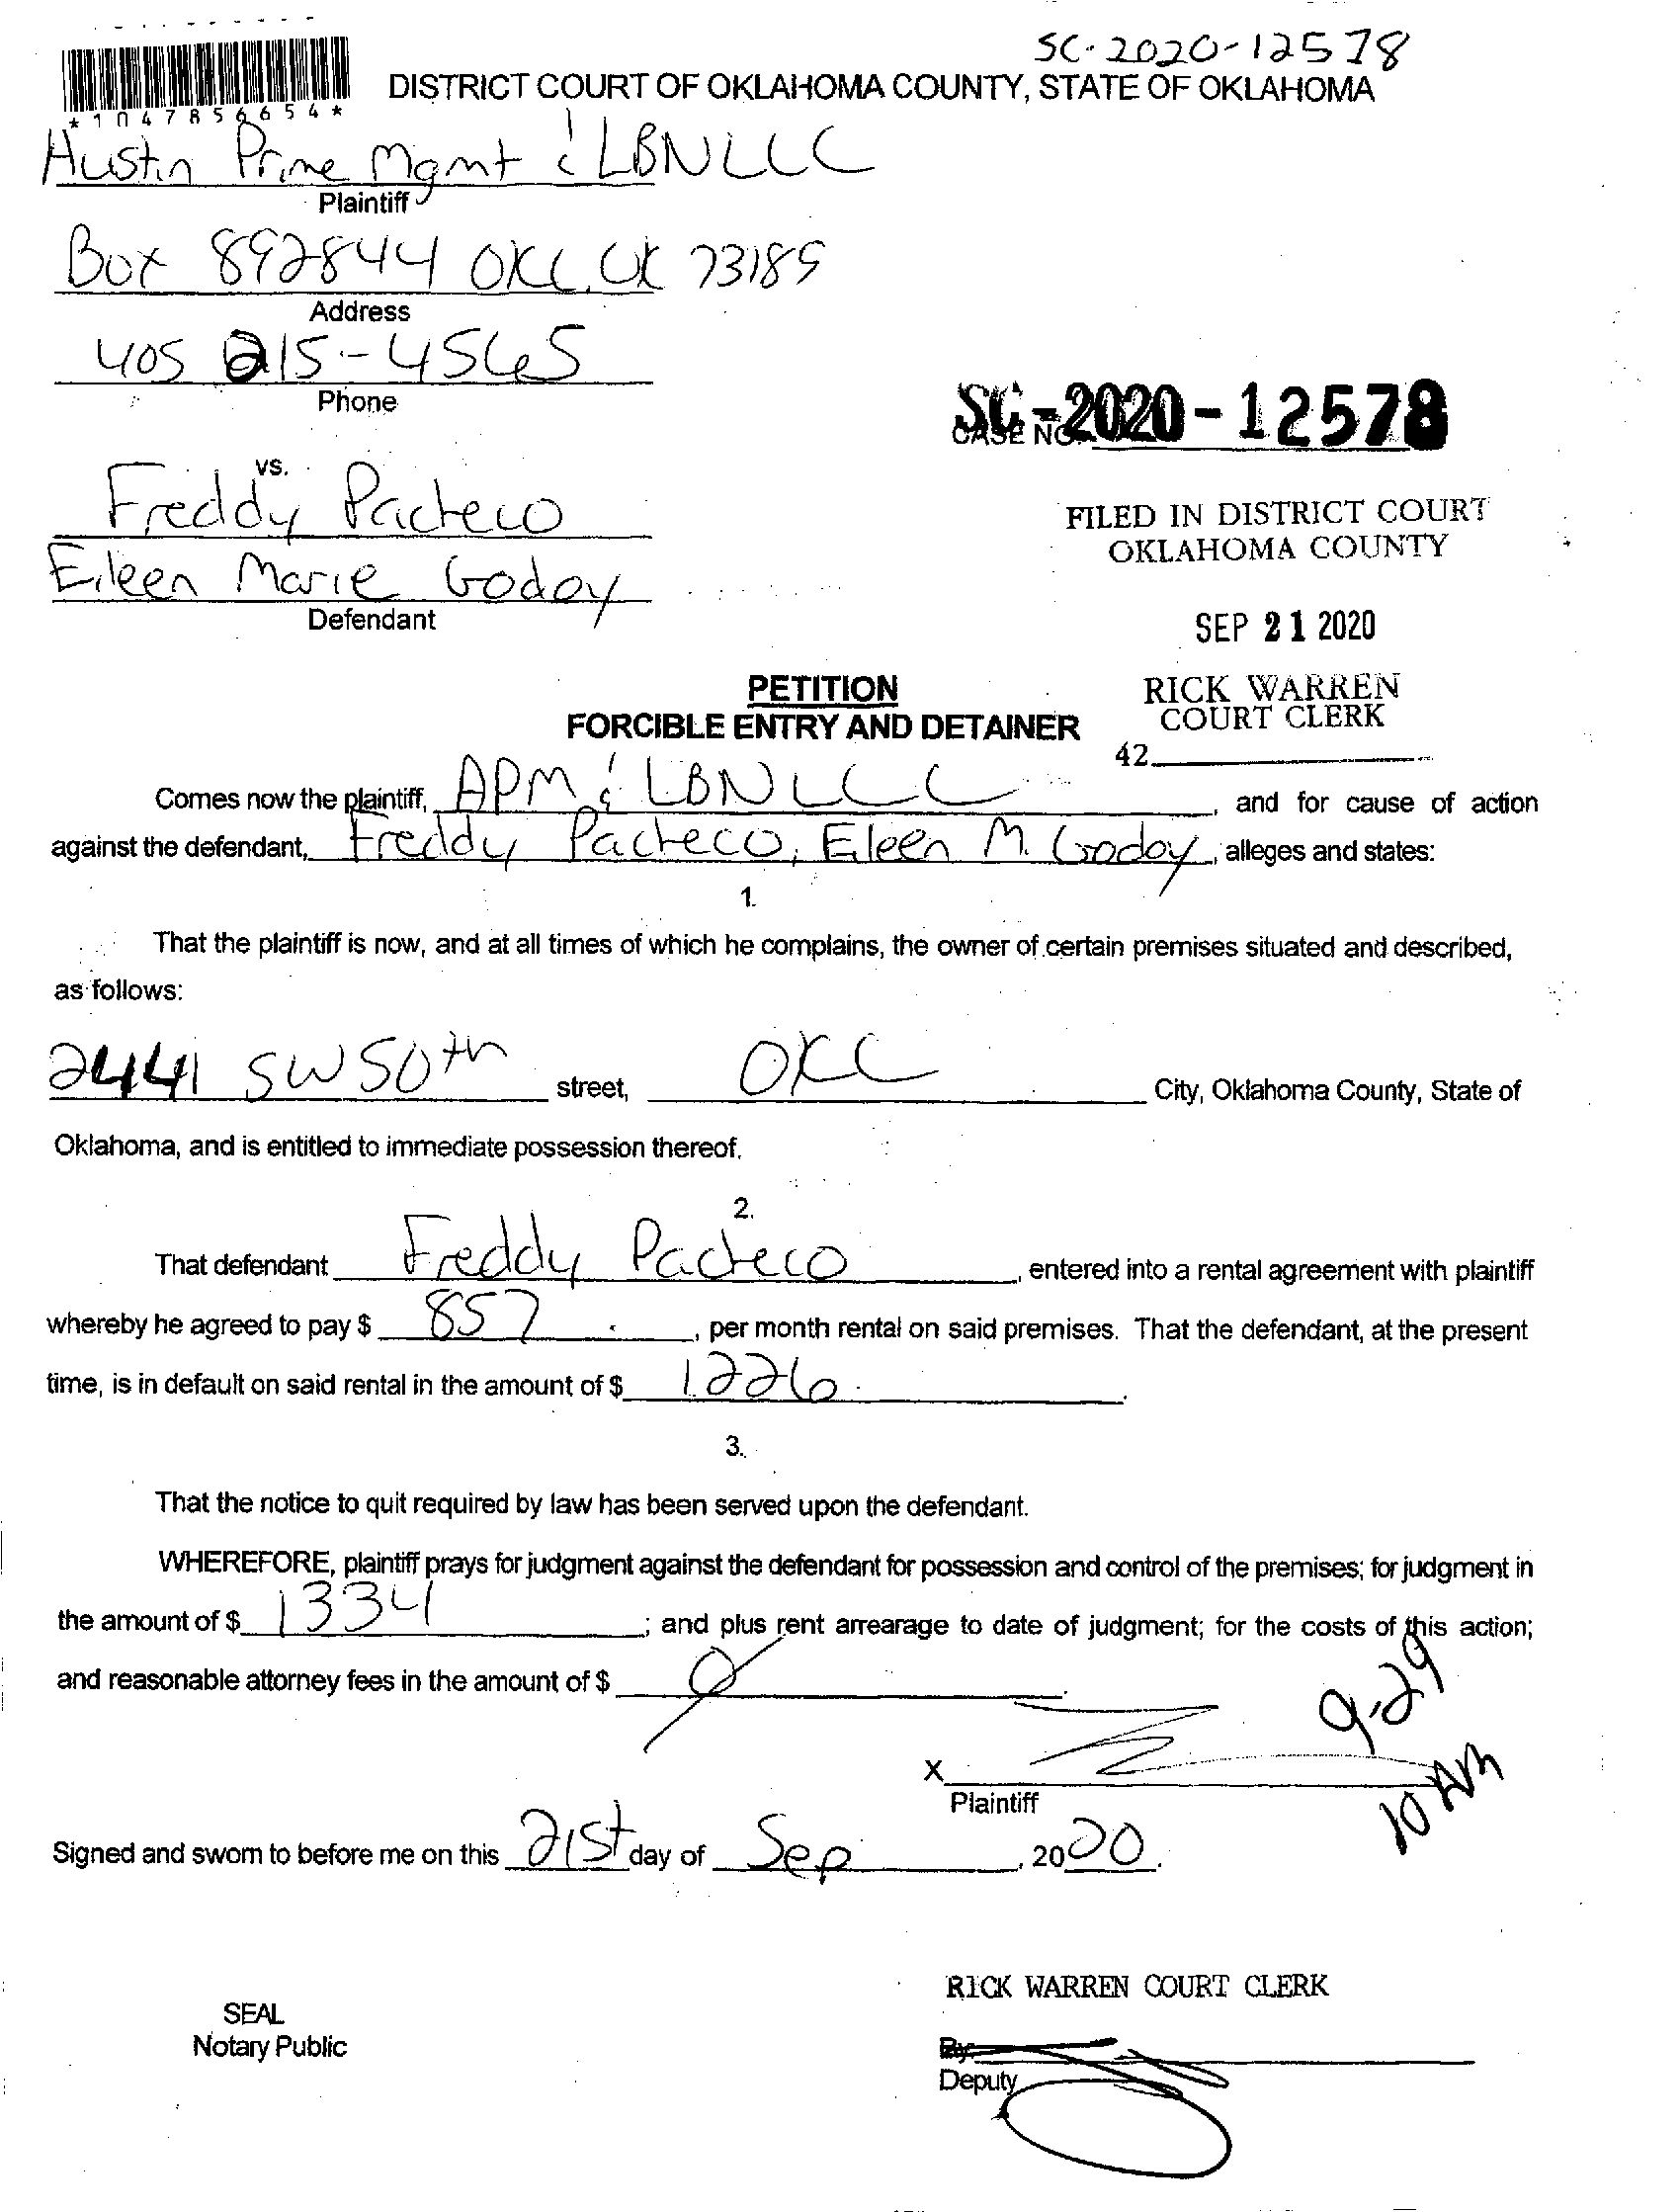 SC-2020-12578
DISTRICT COURT OF OKLAHOMA COUNTY, STATE OF OKLAHOMA
*1047856654*
Austin Prime Mgmt & LBNLLC
Plaintiff
Box 892844 OKC, OK 73189
Address
405 215-4565
Phone
SC-2020-12578
CASE NO.
vs.
Freddy Pacheco
FILED IN DISTRICT COURT
OKLAHOMA COUNTY
Eileen Marie Godoy
Defendant
SEP 21 2020
PETITION
RICK WARREN
FORCIBLE ENTRY AND DETAINER
COURT CLERK
42
Comes now the plaintiff, APM & LBNLLC, and for cause of action
against the defendant, Freddy Pacheco, Eileen M. Godoy, alleges and states:
1.
That the plaintiff is now, and at all times of which he complains, the owner of certain premises situated and described,
as follows:
2441 SW 50th street, OKC City, Oklahoma County, State of
Oklahoma, and is entitled to immediate possession thereof.
2.
That defendant Freddy Pacheco, entered into a rental agreement with plaintiff
whereby he agreed to pay $ 857, per month rental on said premises. That the defendant, at the present
time, is in default on said rental in the amount of $ 1226.
3.
That the notice to quit required by law has been served upon the defendant.
WHEREFORE, plaintiff prays for judgment against the defendant for possession and control of the premises; for judgment in
the amount of $ 1334; and plus rent arrearage to date of judgment; for the costs of this action;
and reasonable attorney fees in the amount of $ 0.
9-29
10 AM
X
Plaintiff
Signed and sworn to before me on this 21st day of Sep, 2020.
RICK WARREN COURT CLERK
SEAL
Notary Public
By:
Deputy